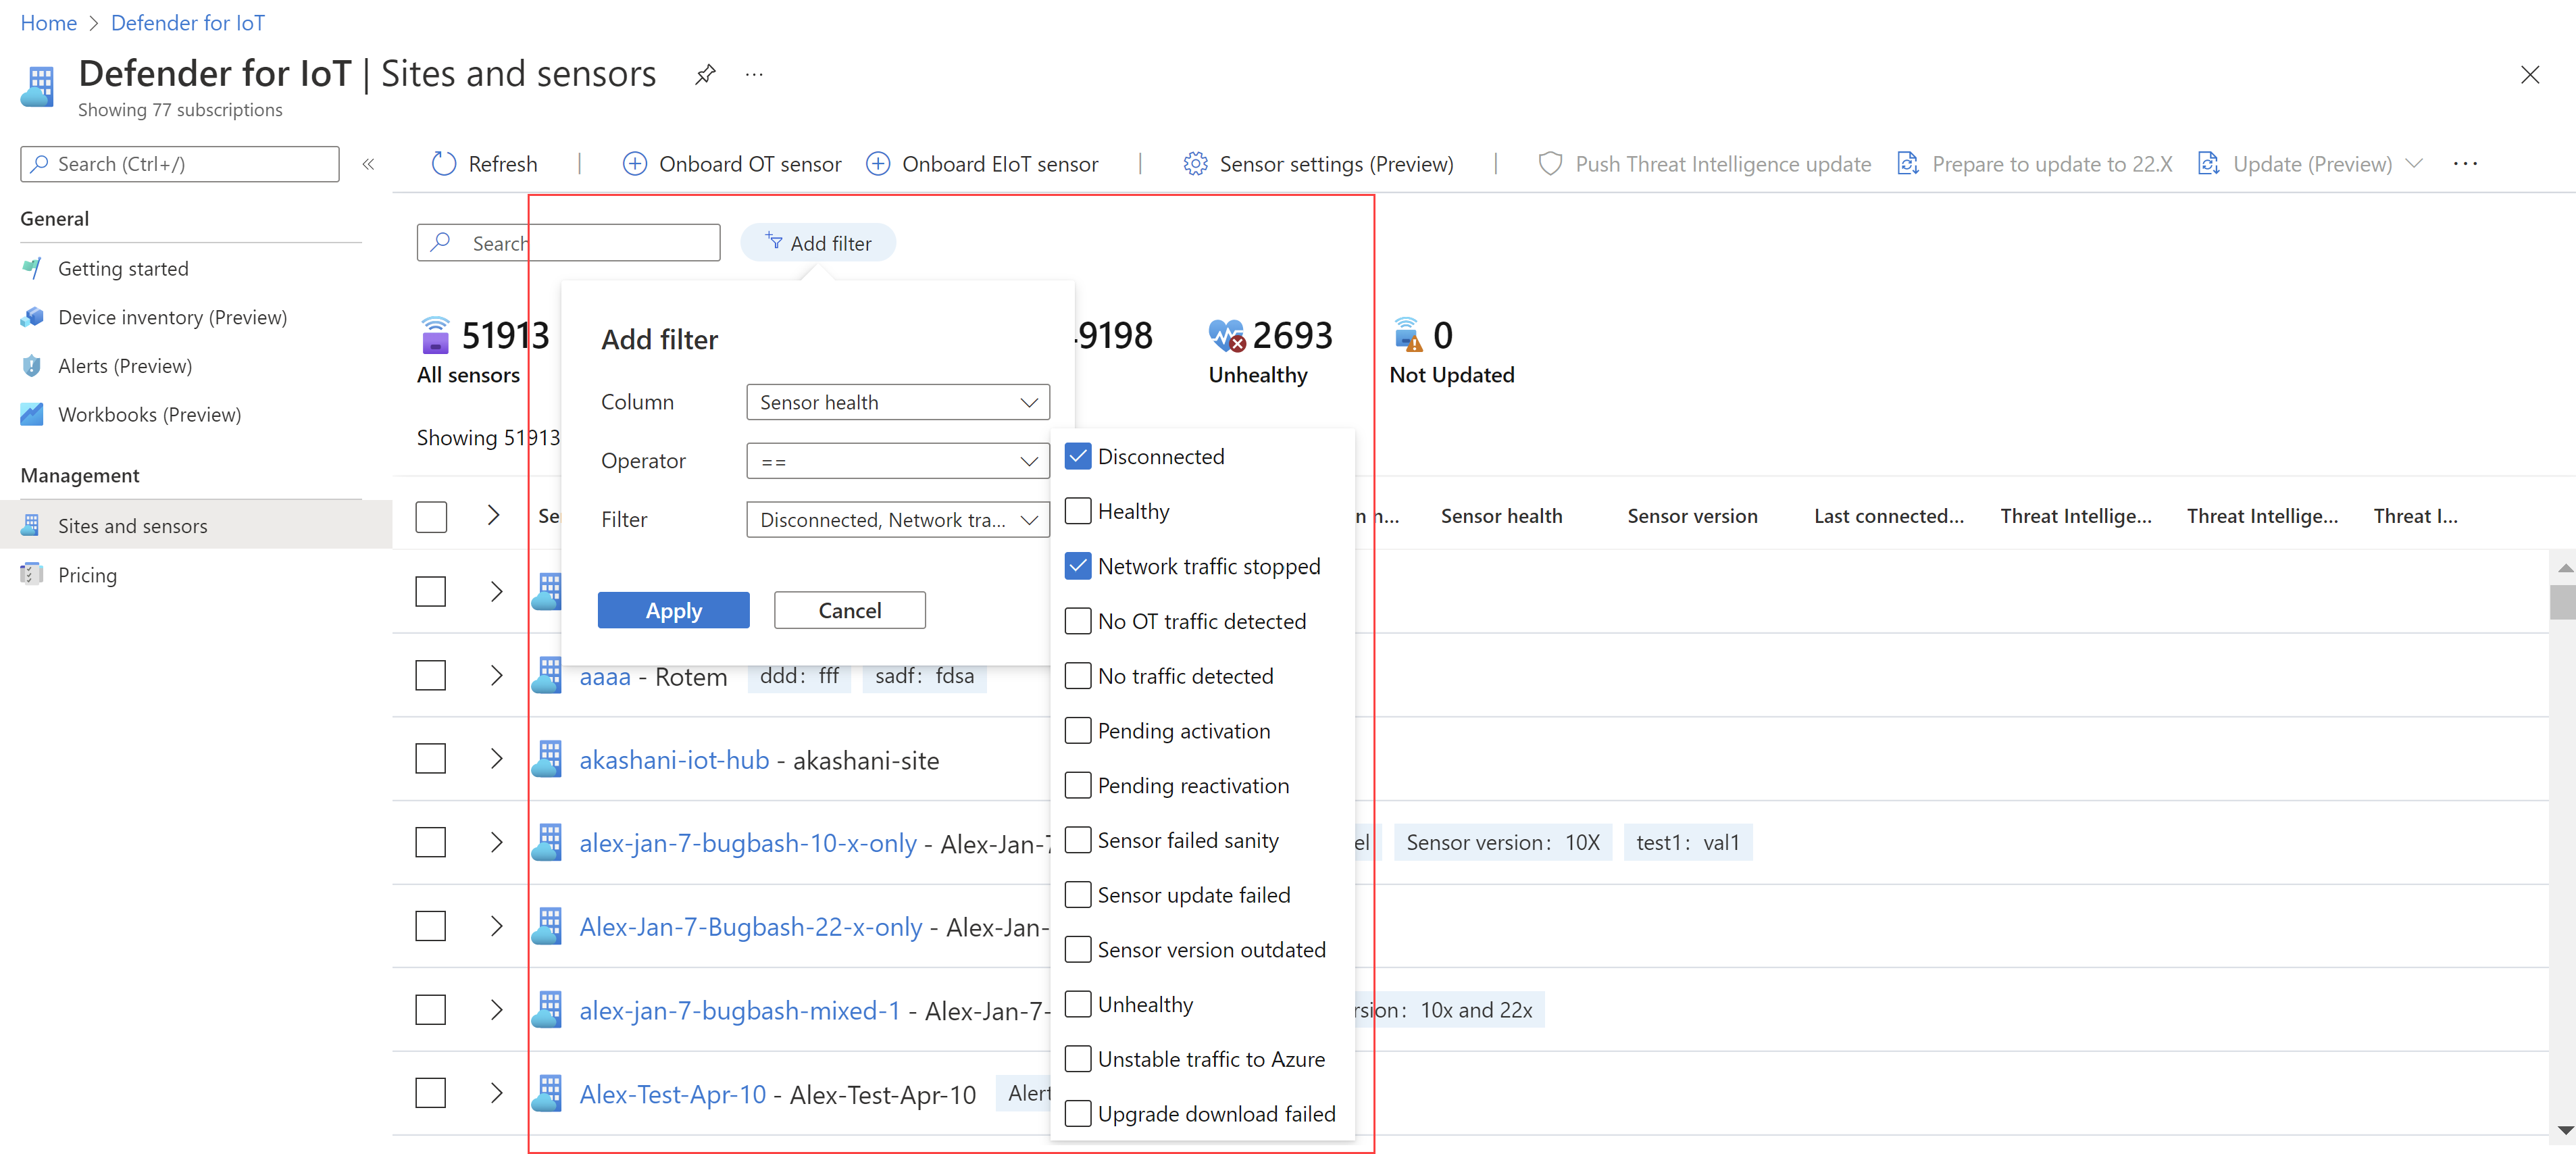 Home > Defender for IoT
Defender for IoT | Sites and sensors ...
Showing 77 subscriptions
Search (Ctrl+/) «
Refresh | Onboard OT sensor Onboard EIoT sensor | Sensor settings (Preview) | Push Threat Intelligence update Prepare to update to 22.X Update (Preview) ...
General
Getting started
Device inventory (Preview)
Alerts (Preview)
Workbooks (Preview)
Management
Sites and sensors
Pricing
Search Add filter
51913
All sensors
9198
2693
Unhealthy
0
Not Updated
Showing 51913
Add filter
Column Sensor health
Operator ==
Filter Disconnected, Network tra...
Apply Cancel
Disconnected
Healthy
Network traffic stopped
No OT traffic detected
No traffic detected
Pending activation
Pending reactivation
Sensor failed sanity
Sensor update failed
Sensor version outdated
Unhealthy
Unstable traffic to Azure
Upgrade download failed
Se n n... Sensor health Sensor version Last connected... Threat Intellige... Threat Intellige... Threat I...
aaaa - Rotem ddd: fff sadf: fdsa
akashani-iot-hub - akashani-site
alex-jan-7-bugbash-10-x-only - Alex-Jan-7 el Sensor version: 10X test1: val1
Alex-Jan-7-Bugbash-22-x-only - Alex-Jan-
alex-jan-7-bugbash-mixed-1 - Alex-Jan-7- rsion: 10x and 22x
Alex-Test-Apr-10 - Alex-Test-Apr-10 Alert